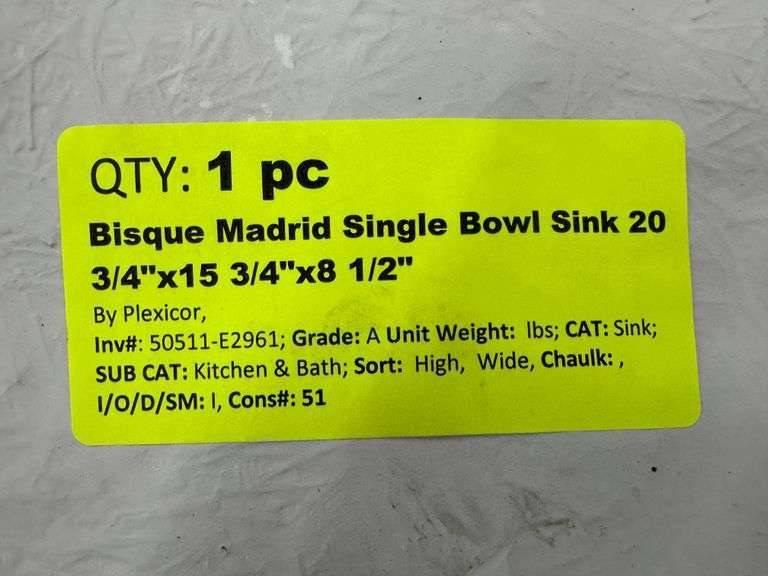 QTY: 1 pc
Bisque Madrid Single Bowl Sink 20
3/4"x15 3/4"x8 1/2"
By Plexicor,
Inv#: 50511-E2961; Grade: A Unit Weight:  lbs; CAT: Sink;
SUB CAT: Kitchen & Bath; Sort:  High,  Wide, Chaulk: ,
I/O/D/SM: I, Cons#: 51